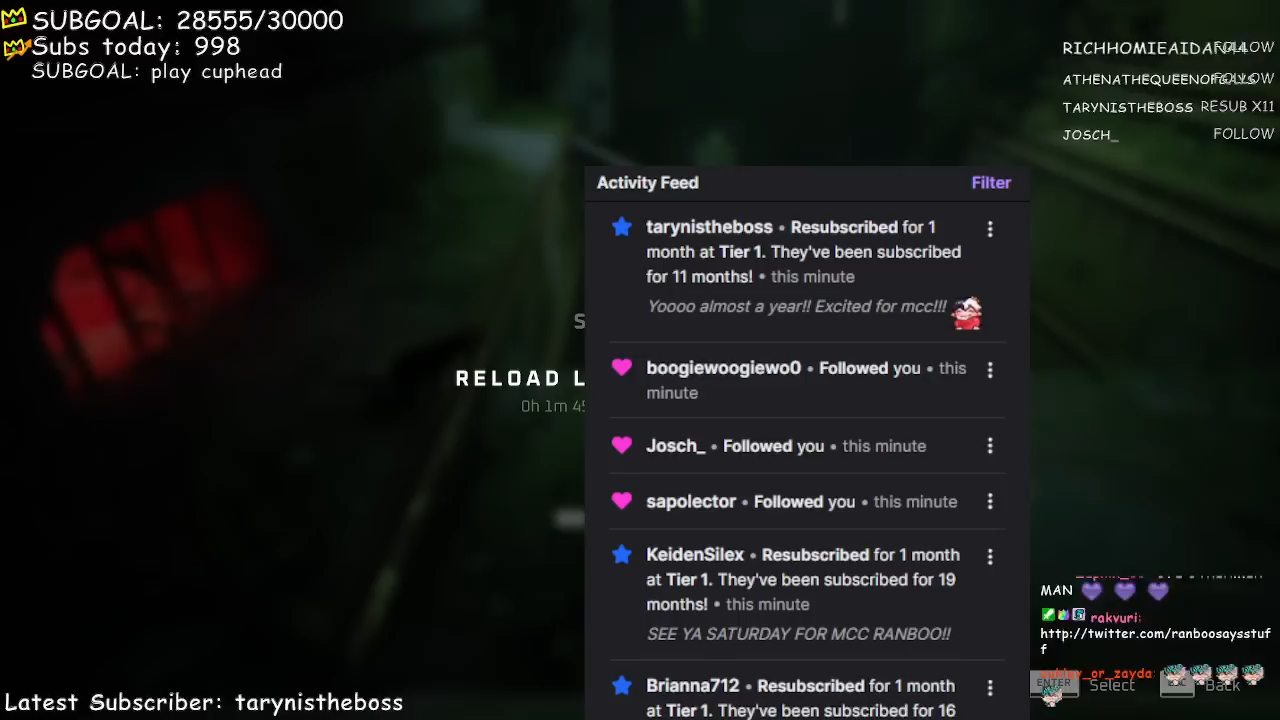 SUBGOAL: 28555/30000
Subs today: 998
SUBGOAL: play cuphead
RICHHOMIEAIDAN44 FOLLOW
FOLLOW
TARYNISTHEBOSS RESUB X11
JOSCH_ FOLLOW
Activity Feed
Filter
tarynistheboss • Resubscribed for 1
month at Tier 1. They've been subscribed
for 11 months! • this minute
Yoooo almost a year!! Excited for mcc!!!
boogiewoogiewo0 • Followed you • this
minute
Josch_ • Followed you • this minute
sapolector • Followed you • this minute
KeidenSilex • Resubscribed for 1 month
at Tier 1. They've been subscribed for 19
months! • this minute
SEE YA SATURDAY FOR MCC RANBOO!!
Brianna712 • Resubscribed for 1 month
at Tier 1. They've been subscribed for 16
S
RELOAD L
0h 1m 45
MAN
rakvuri:
http://twitter.com/ranboosaysstuf
f
ENTER Select
Back
Latest Subscriber: tarynistheboss